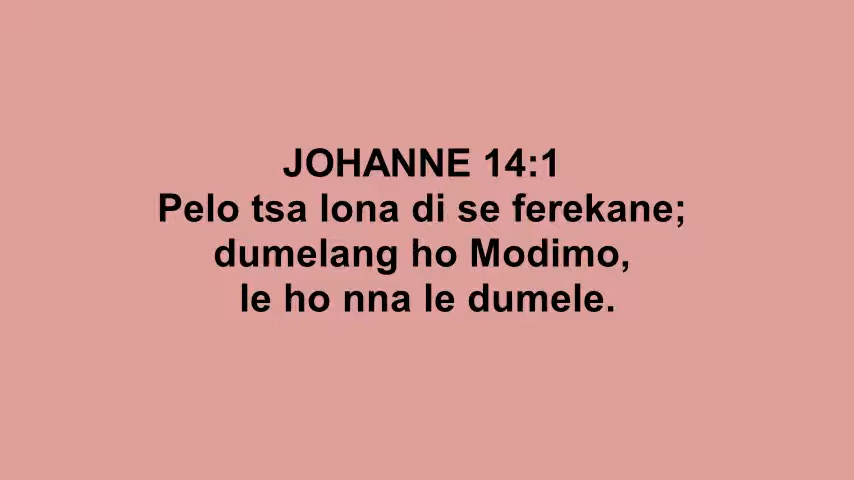 JOHANNE 14:1
Pelo tsa lona di se ferekane;
dumelang ho Modimo,
le ho nna le dumele.